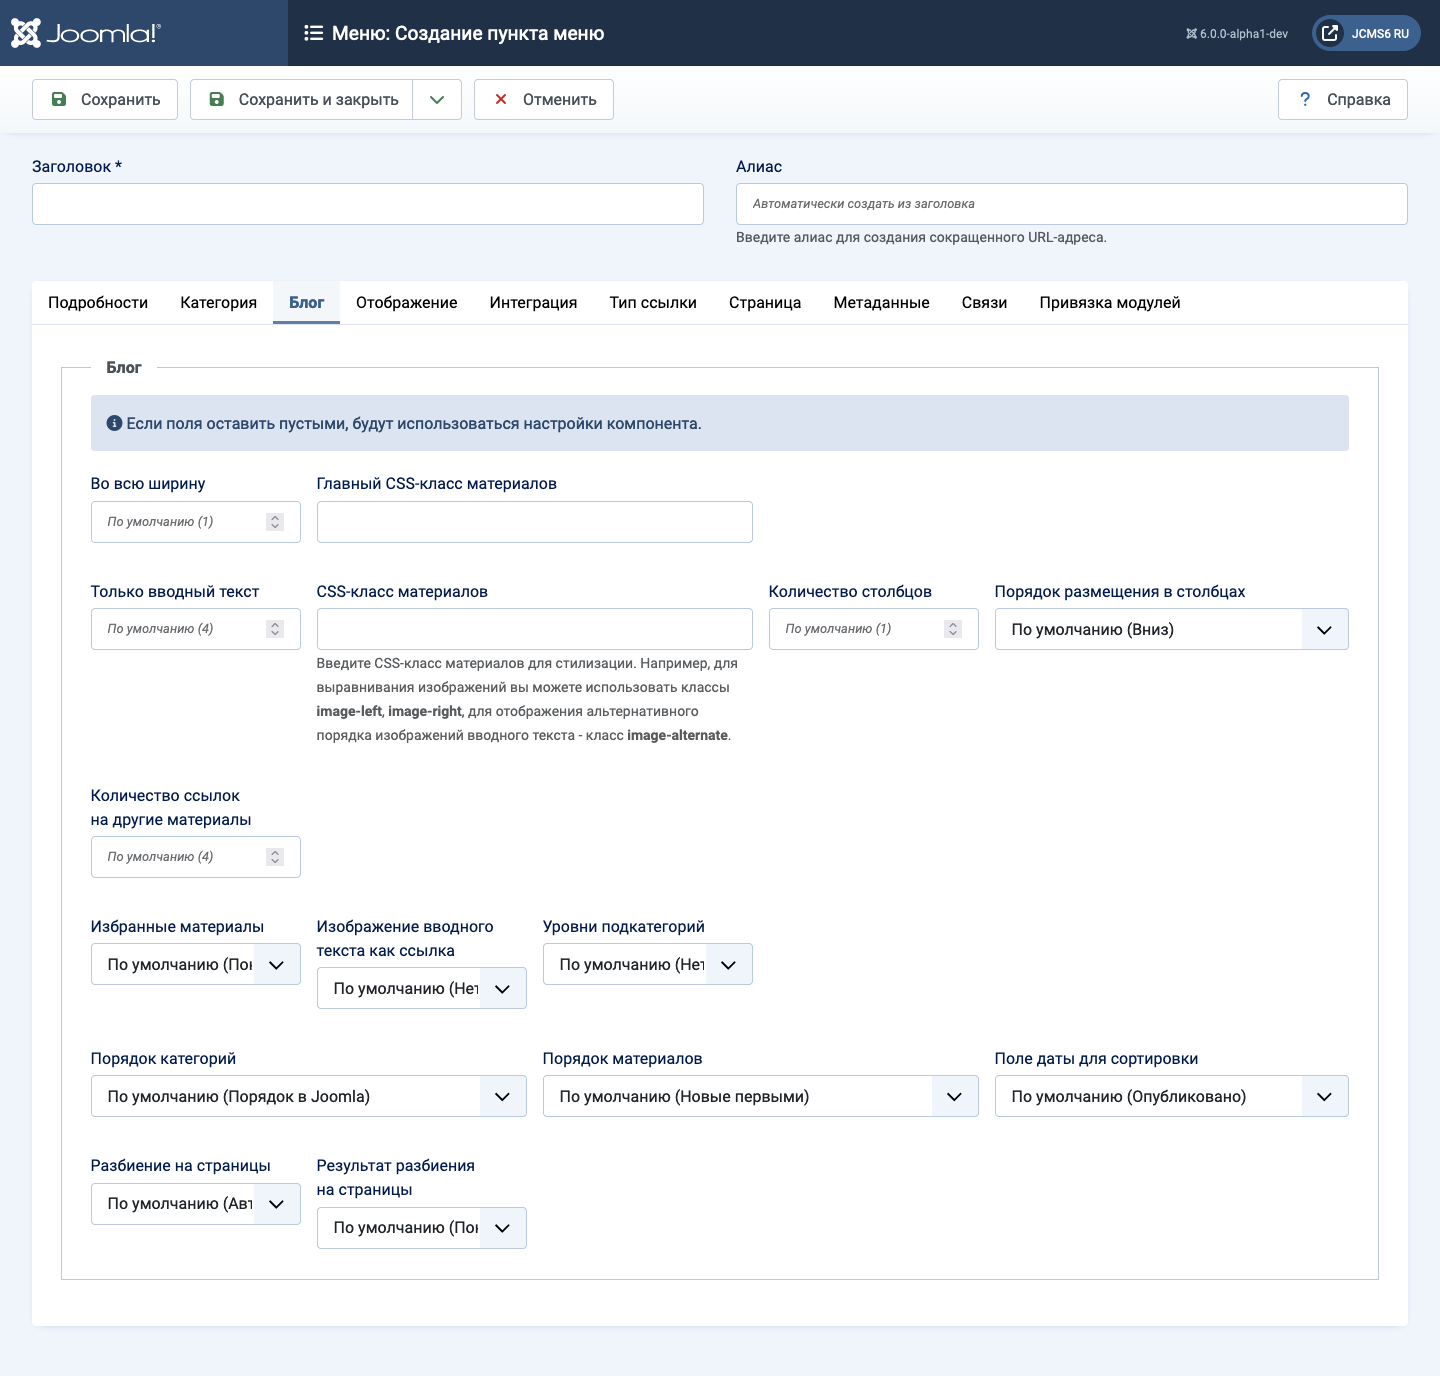 Joomla!®
Меню: Создание пункта меню
6.0.0-alpha1-dev
JCMS6 RU
Сохранить
Сохранить и закрыть
Отменить
? Справка
Заголовок *
Алиас
Автоматически создать из заголовка
Введите алиас для создания сокращенного URL-адреса.
Подробности Категория Блог Отображение Интеграция Тип ссылки Страница Метаданные Связи Привязка модулей
Блог
Если поля оставить пустыми, будут использоваться настройки компонента.
Во всю ширину
По умолчанию (1)
Главный CSS-класс материалов
Только вводный текст
По умолчанию (4)
CSS-класс материалов
Введите CSS-класс материалов для стилизации. Например, для
выравнивания изображений вы можете использовать классы
image-left, image-right, для отображения альтернативного
порядка изображений вводного текста - класс image-alternate.
Количество столбцов
По умолчанию (1)
Порядок размещения в столбцах
По умолчанию (Вниз)
Количество ссылок
на другие материалы
По умолчанию (4)
Избранные материалы
По умолчанию (Пок
Изображение вводного
текста как ссылка
По умолчанию (Нет
Уровни подкатегорий
По умолчанию (Нет
Порядок категорий
По умолчанию (Порядок в Joomla)
Порядок материалов
По умолчанию (Новые первыми)
Поле даты для сортировки
По умолчанию (Опубликовано)
Разбиение на страницы
По умолчанию (Авт
Результат разбиения
на страницы
По умолчанию (Пок